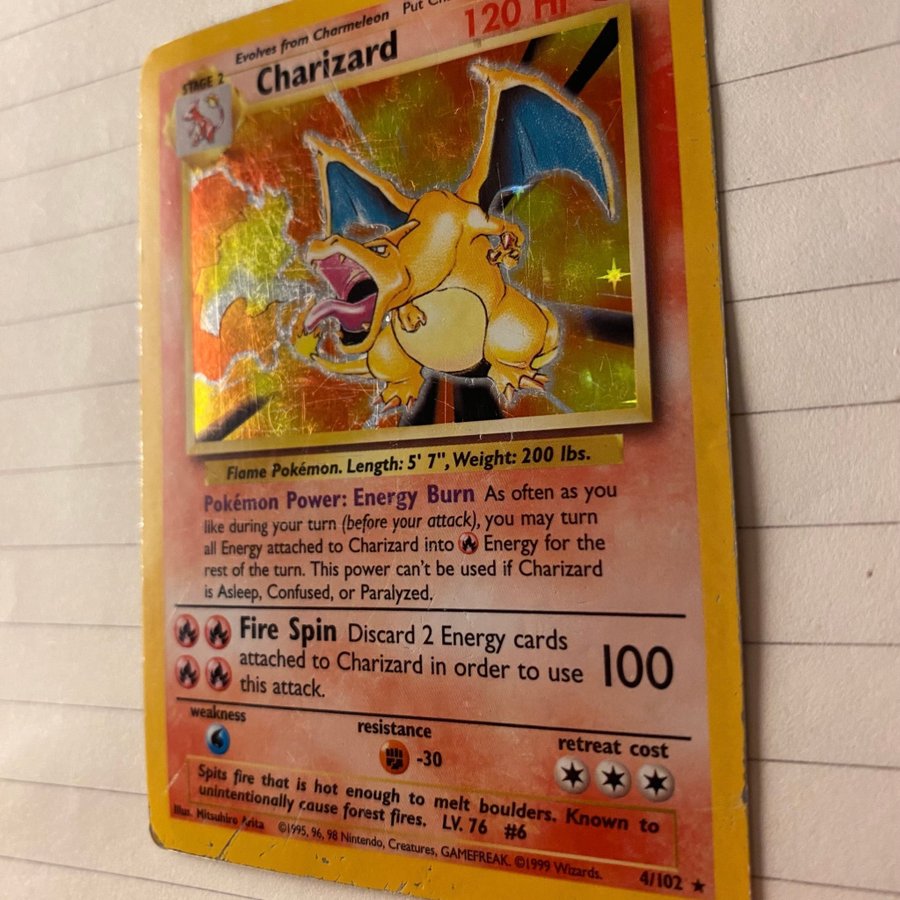 Evolves from Charmeleon Put
STAGE 2
Charizard 120 HP
Flame Pokémon. Length: 5' 7", Weight: 200 lbs.
Pokémon Power: Energy Burn As often as you
like during your turn (before your attack), you may turn
all Energy attached to Charizard into Energy for the
rest of the turn. This power can't be used if Charizard
is Asleep, Confused, or Paralyzed.
Fire Spin Discard 2 Energy cards
attached to Charizard in order to use
this attack.
100
weakness
resistance
-30
retreat cost
Spits fire that is hot enough to melt boulders. Known to
unintentionally cause forest fires. LV. 76 #6
Illus. Mitsuhiro Arita ©1995, 96, 98 Nintendo, Creatures, GAMEFREAK. ©1999 Wizards. 4/102 ★